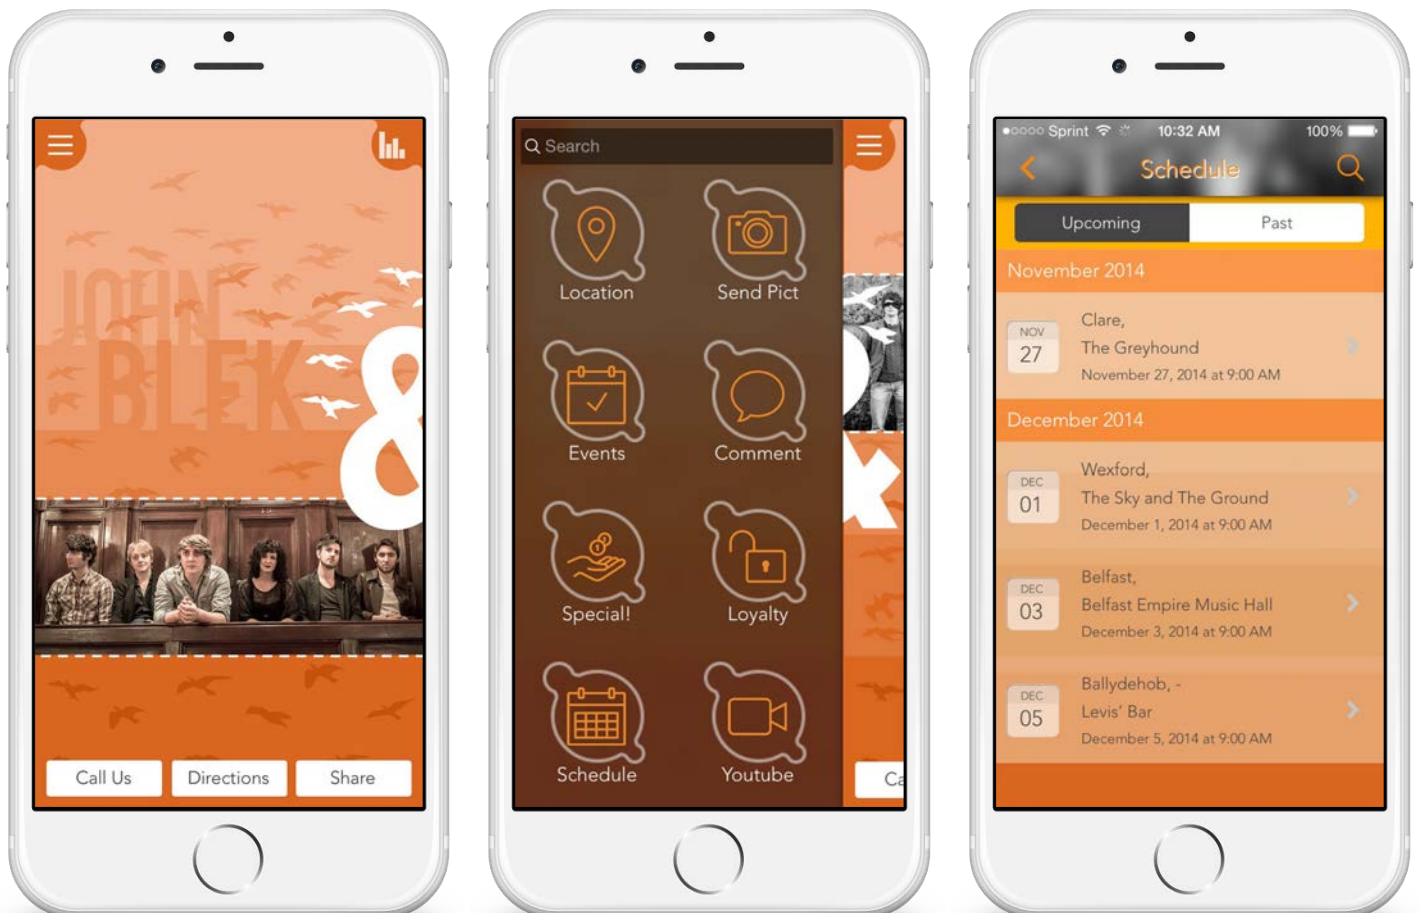 JOHN
BLEK
&
Call Us
Directions
Share
Search
Location
Send Pict
Events
Comment
Special!
Loyalty
Schedule
Youtube
Ca
Sprint
10:32 AM
100%
Schedule
Upcoming
Past
November 2014
NOV
27
Clare,
The Greyhound
November 27, 2014 at 9:00 AM
December 2014
DEC
01
Wexford,
The Sky and The Ground
December 1, 2014 at 9:00 AM
DEC
03
Belfast,
Belfast Empire Music Hall
December 3, 2014 at 9:00 AM
DEC
05
Ballydehob, -
Levis' Bar
December 5, 2014 at 9:00 AM